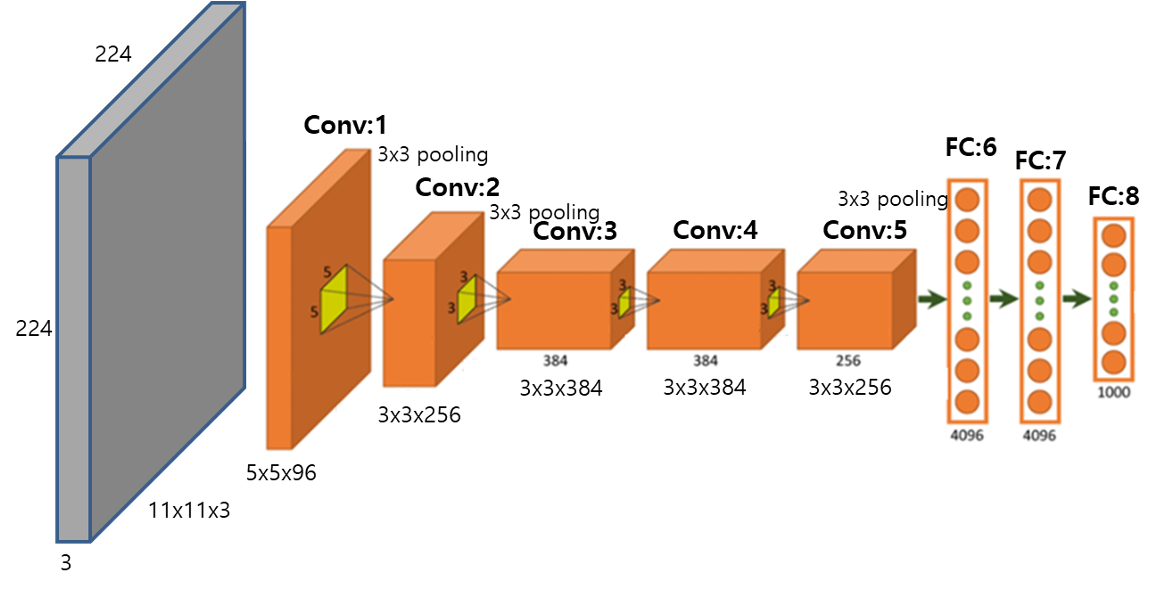 224
224
3
11x11x3
Conv:1
3x3 pooling
5
5
5x5x96
Conv:2
3x3 pooling
3
3
3x3x256
Conv:3
3
3
384
3x3x384
Conv:4
3
3
384
3x3x384
Conv:5
256
3x3x256
3x3 pooling
FC:6
4096
FC:7
4096
FC:8
1000